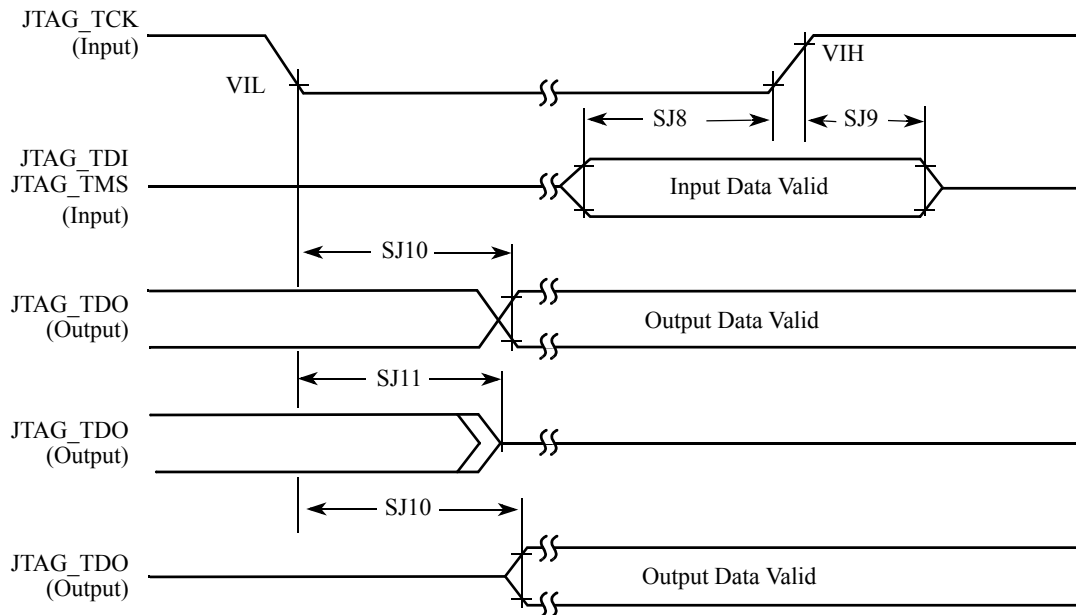 JTAG_TCK
(Input)
VIH
VIL
SJ8
SJ9
JTAG_TDI
JTAG_TMS
(Input)
Input Data Valid
SJ10
JTAG_TDO
(Output)
Output Data Valid
SJ11
JTAG_TDO
(Output)
SJ10
JTAG_TDO
(Output)
Output Data Valid